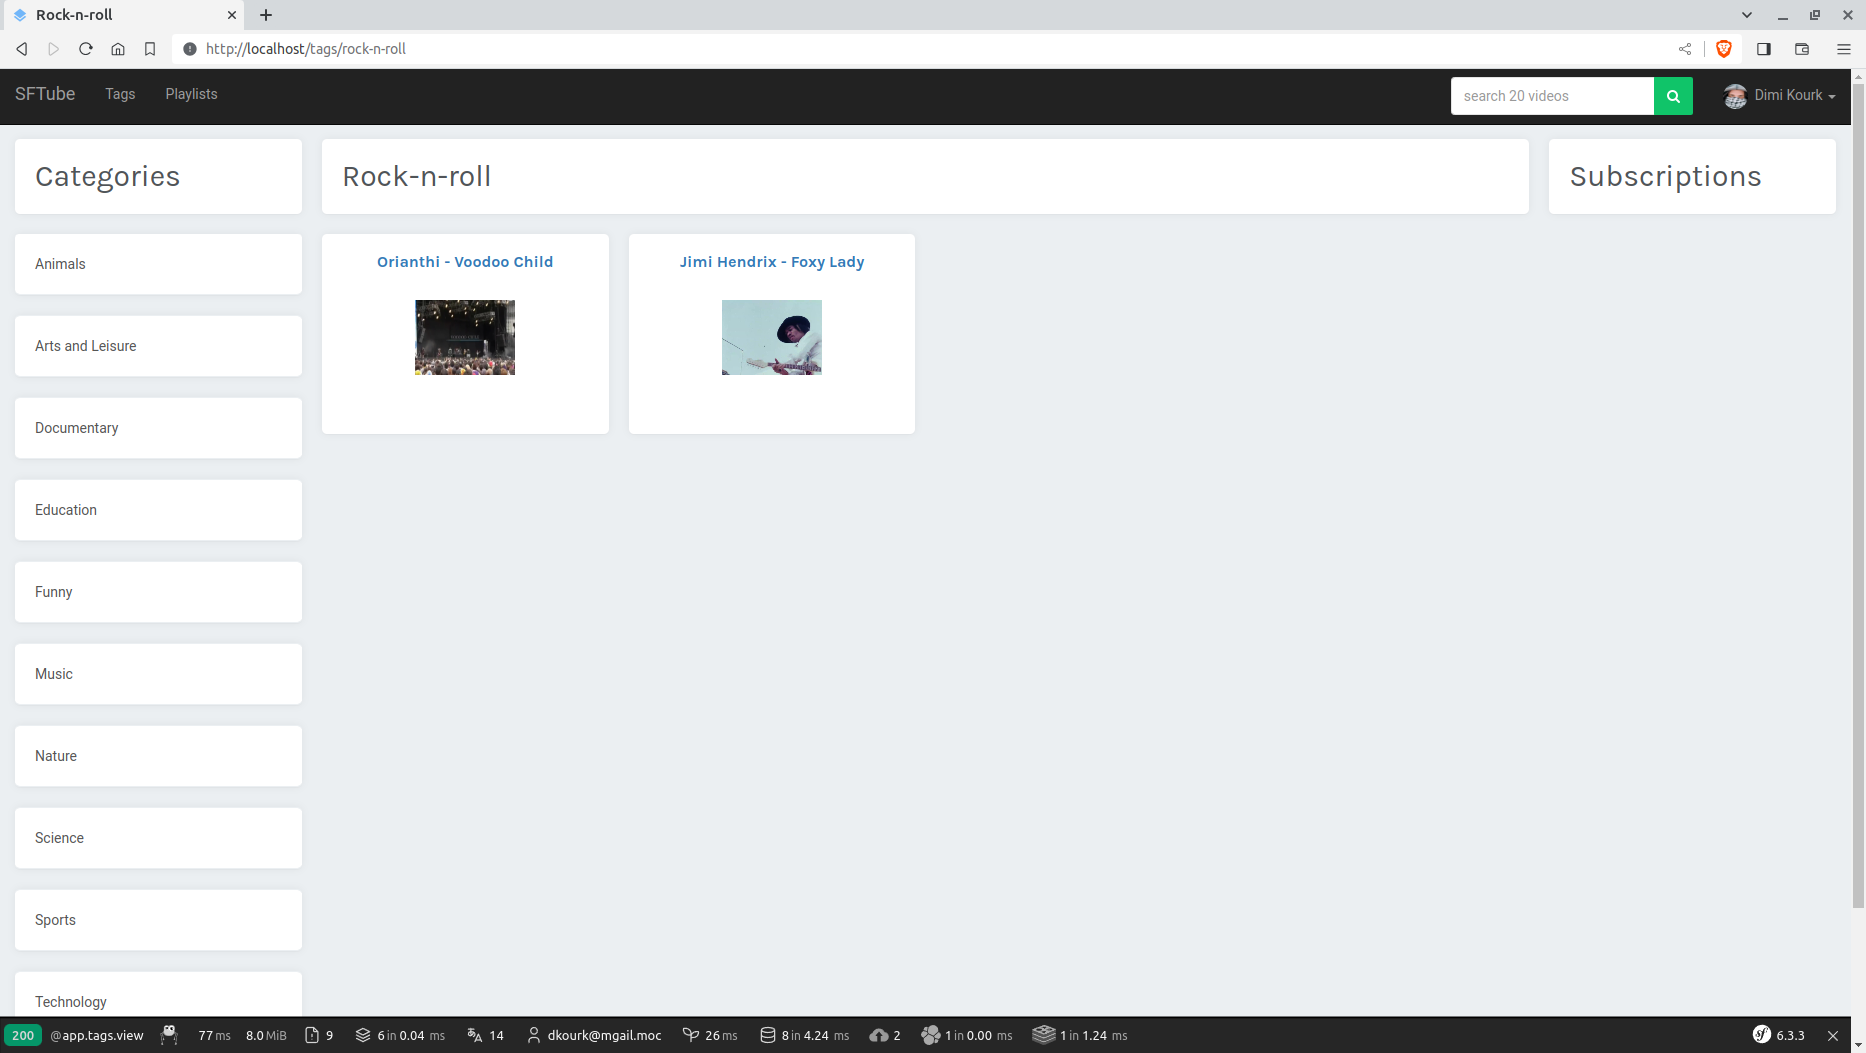 Rock-n-roll
http://localhost/tags/rock-n-roll
SFTube Tags Playlists search 20 videos Dimi Kourk
Categories
Animals
Arts and Leisure
Documentary
Education
Funny
Music
Nature
Science
Sports
Technology
Rock-n-roll
Orianthi - Voodoo Child
Jimi Hendrix - Foxy Lady
Subscriptions
200 @app.tags.view 77 ms 8.0 MiB 9 6 in 0.04 ms 14 dkourk@mgail.moc 26 ms 8 in 4.24 ms 2 1 in 0.00 ms 1 in 1.24 ms sf 6.3.3